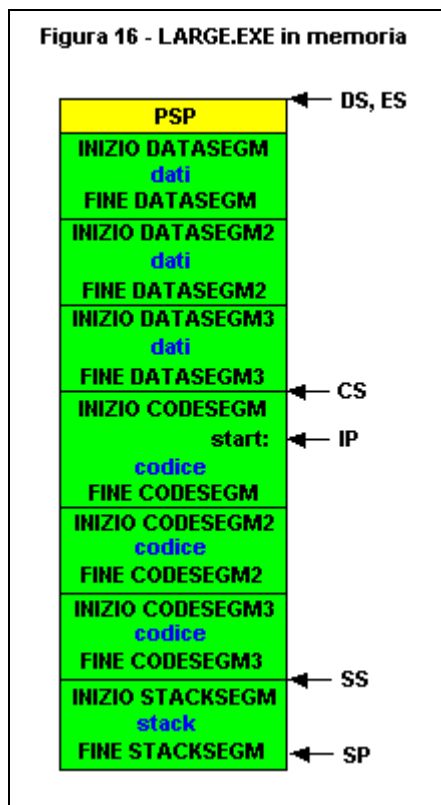 Figura 16 - LARGE.EXE in memoria
DS, ES
PSP
INIZIO DATASEGM
dati
FINE DATASEGM
INIZIO DATASEGM2
dati
FINE DATASEGM2
INIZIO DATASEGM3
dati
FINE DATASEGM3
CS
INIZIO CODESEGM
start: IP
codice
FINE CODESEGM
INIZIO CODESEGM2
codice
FINE CODESEGM2
INIZIO CODESEGM3
codice
FINE CODESEGM3
SS
INIZIO STACKSEGM
stack
FINE STACKSEGM SP